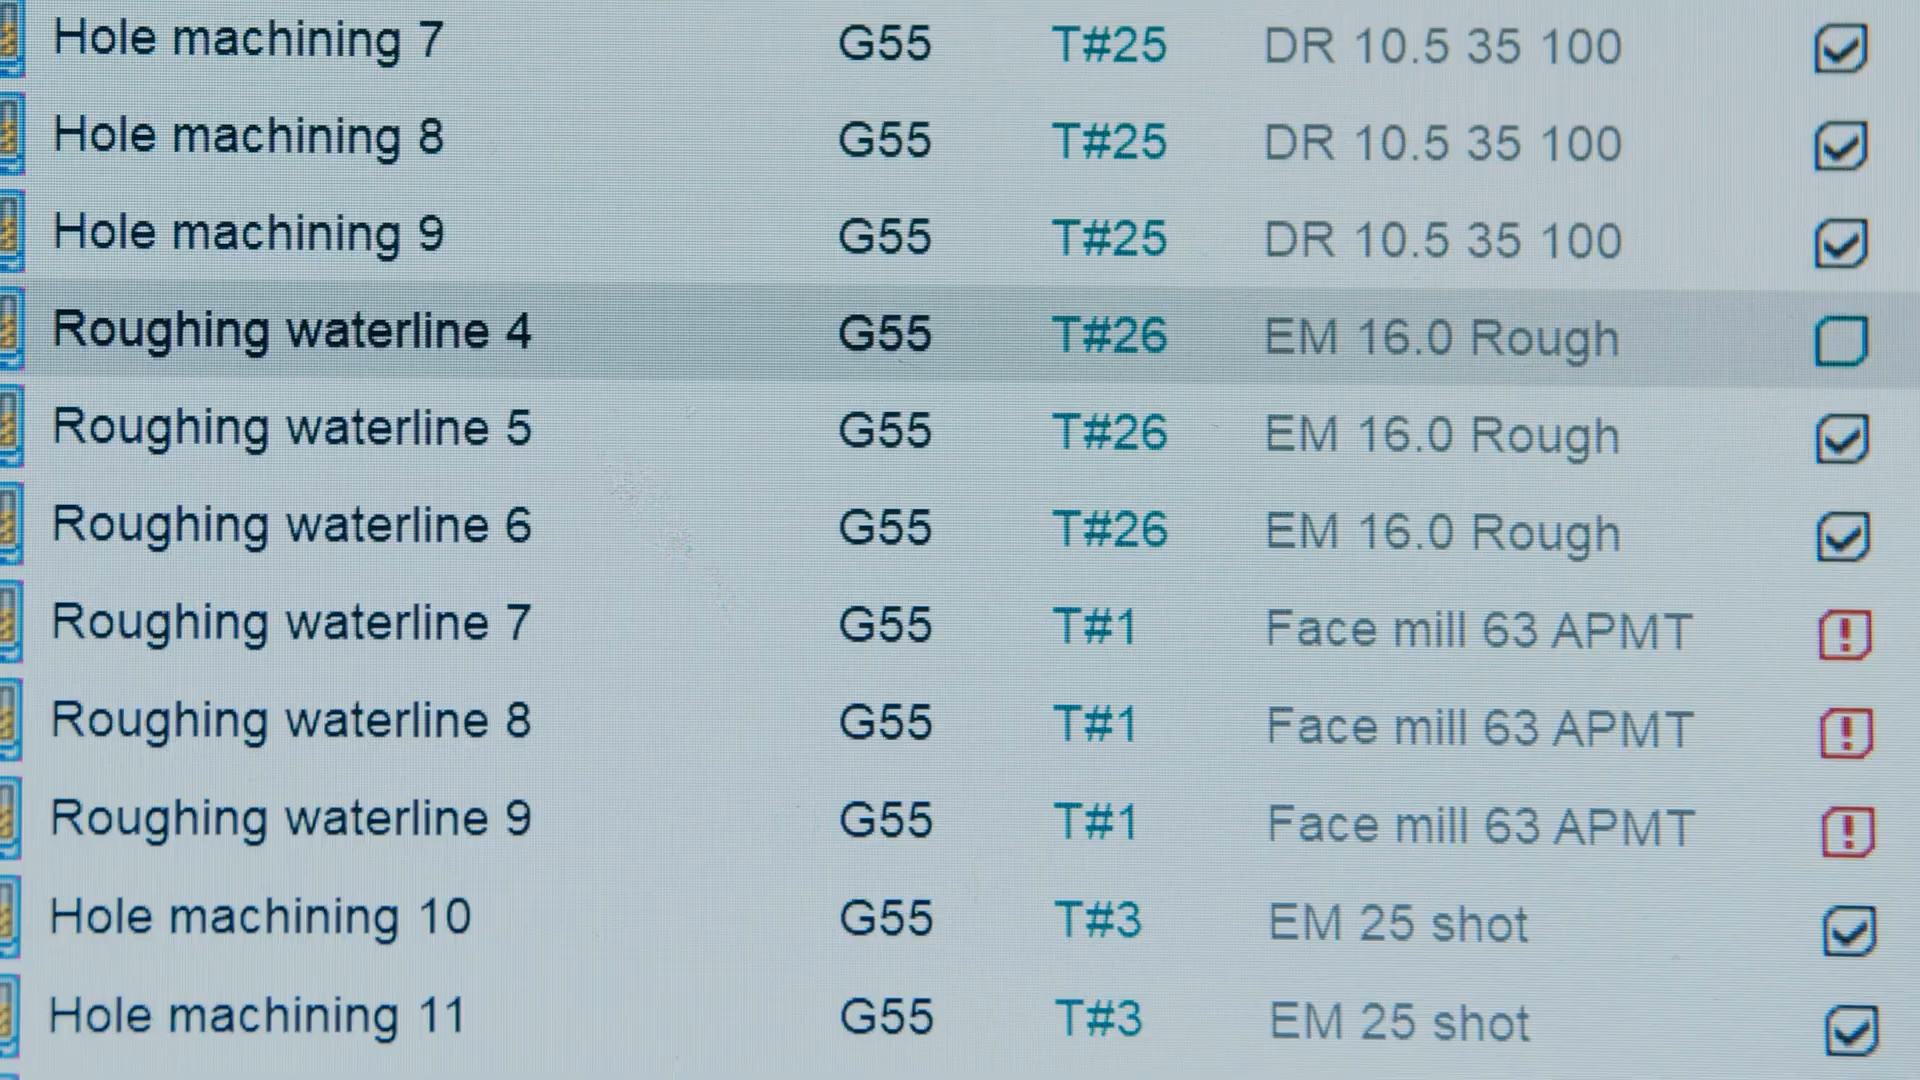 Hole machining 7 G55 T#25 DR 10.5 35 100
Hole machining 8 G55 T#25 DR 10.5 35 100
Hole machining 9 G55 T#25 DR 10.5 35 100
Roughing waterline 4 G55 T#26 EM 16.0 Rough
Roughing waterline 5 G55 T#26 EM 16.0 Rough
Roughing waterline 6 G55 T#26 EM 16.0 Rough
Roughing waterline 7 G55 T#1 Face mill 63 APMT
Roughing waterline 8 G55 T#1 Face mill 63 APMT
Roughing waterline 9 G55 T#1 Face mill 63 APMT
Hole machining 10 G55 T#3 EM 25 shot
Hole machining 11 G55 T#3 EM 25 shot